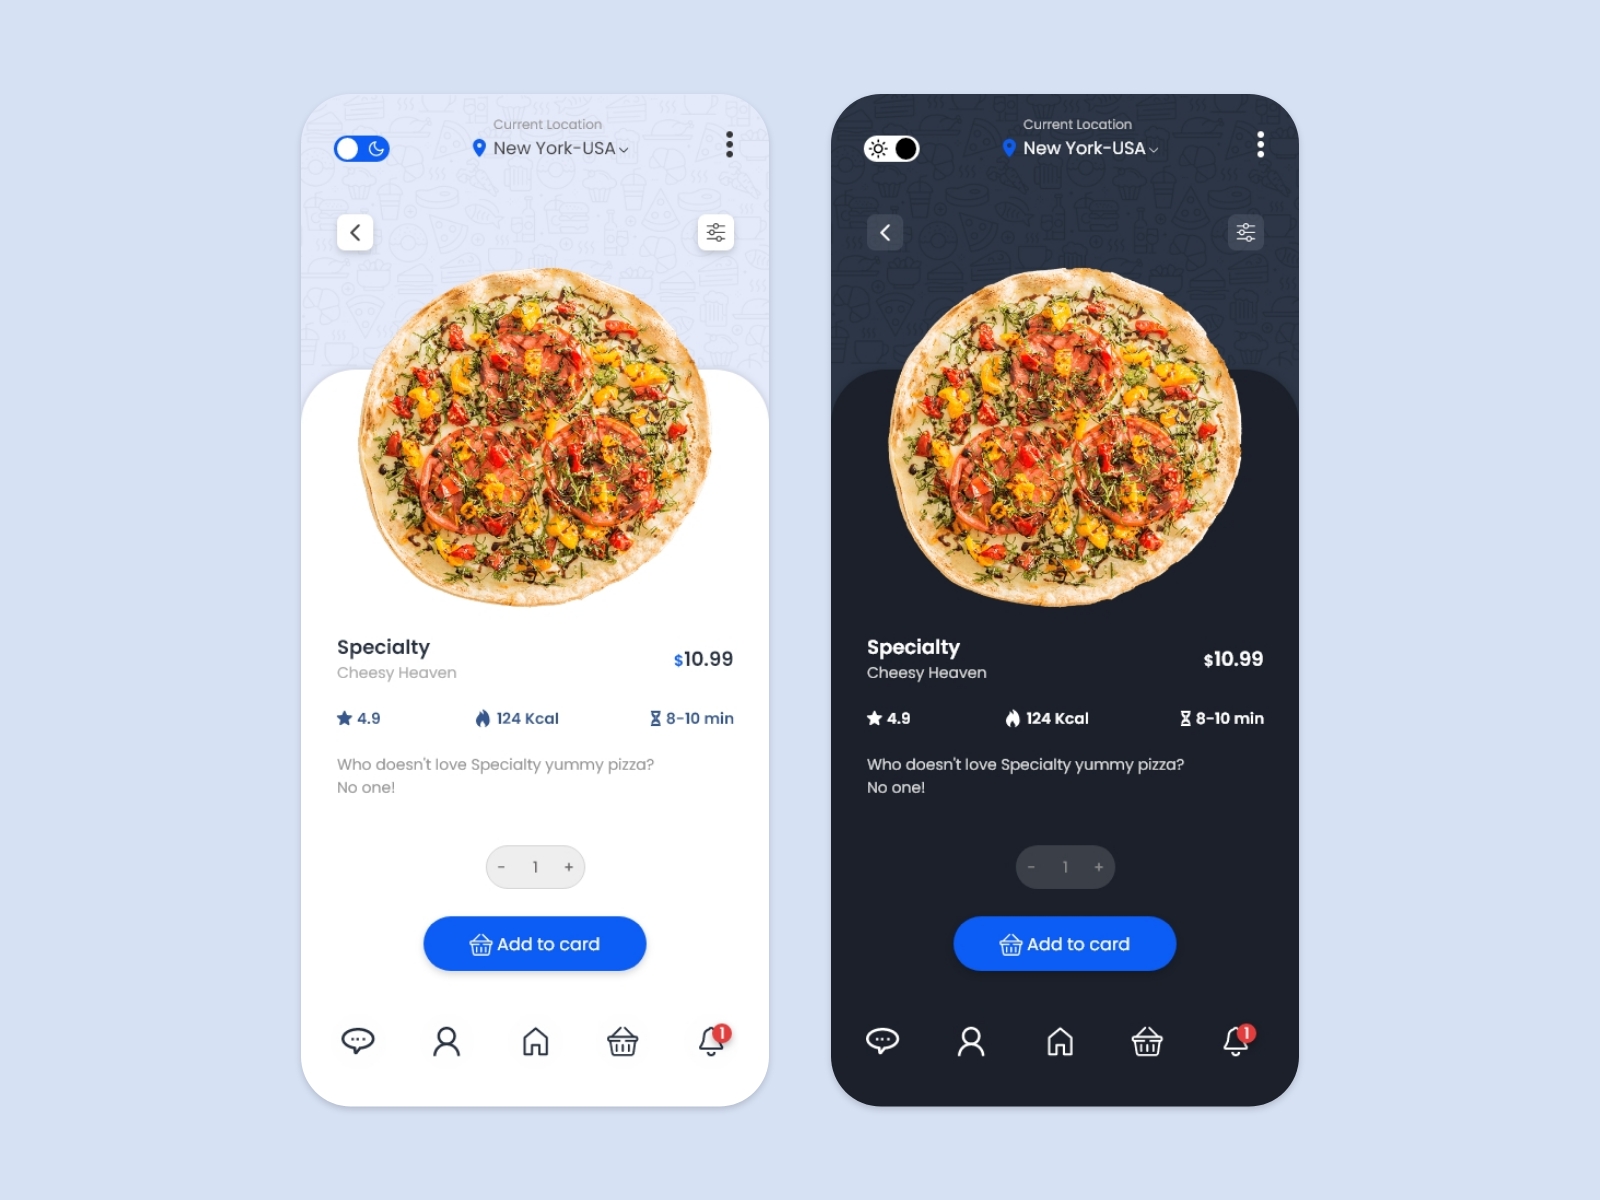 Current Location
New York-USA
Specialty
Cheesy Heaven
$10.99
4.9
124 Kcal
8-10 min
Who doesn't love Specialty yummy pizza?
No one!
- 1 +
Add to card
1
Current Location
New York-USA
Specialty
Cheesy Heaven
$10.99
4.9
124 Kcal
8-10 min
Who doesn't love Specialty yummy pizza?
No one!
- 1 +
Add to card
1